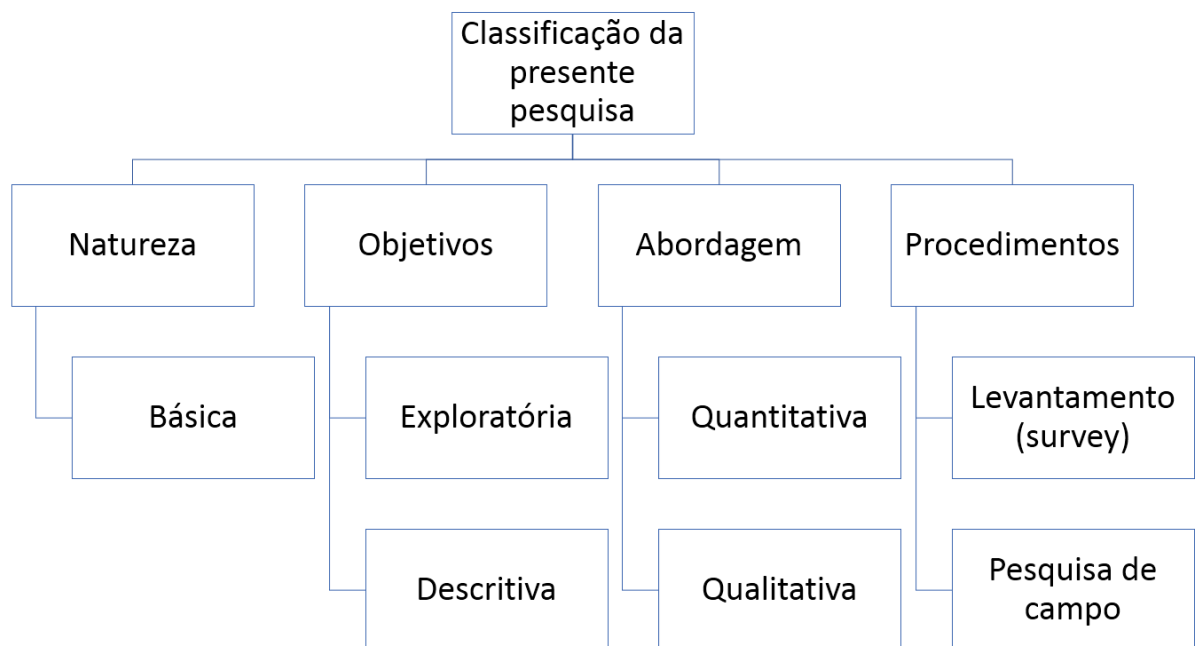 Classificação da
presente
pesquisa
Natureza
Objetivos
Abordagem
Procedimentos
Básica
Exploratória
Quantitativa
Levantamento
(survey)
Descritiva
Qualitativa
Pesquisa de
campo